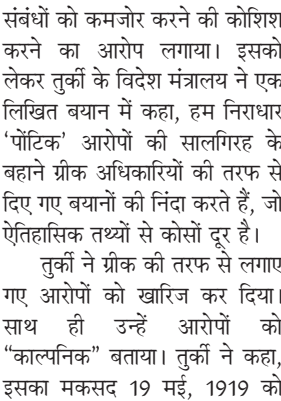 संबंधों को कमजोर करने की कोशिश
करने का आरोप लगाया। इसको
लेकर तुर्की के विदेश मंत्रालय ने एक
लिखित बयान में कहा, हम निराधार
‘पोंटिक’ आरोपों की सालगिरह के
बहाने ग्रीक अधिकारियों की तरफ से
दिए गए बयानों की निंदा करते हैं, जो
ऐतिहासिक तथ्यों से कोसों दूर है।
तुर्की ने ग्रीक की तरफ से लगाए
गए आरोपों को खारिज कर दिया।
साथ ही उन्हें आरोपों को
“काल्पनिक” बताया। तुर्की ने कहा,
इसका मकसद 19 मई, 1919 को